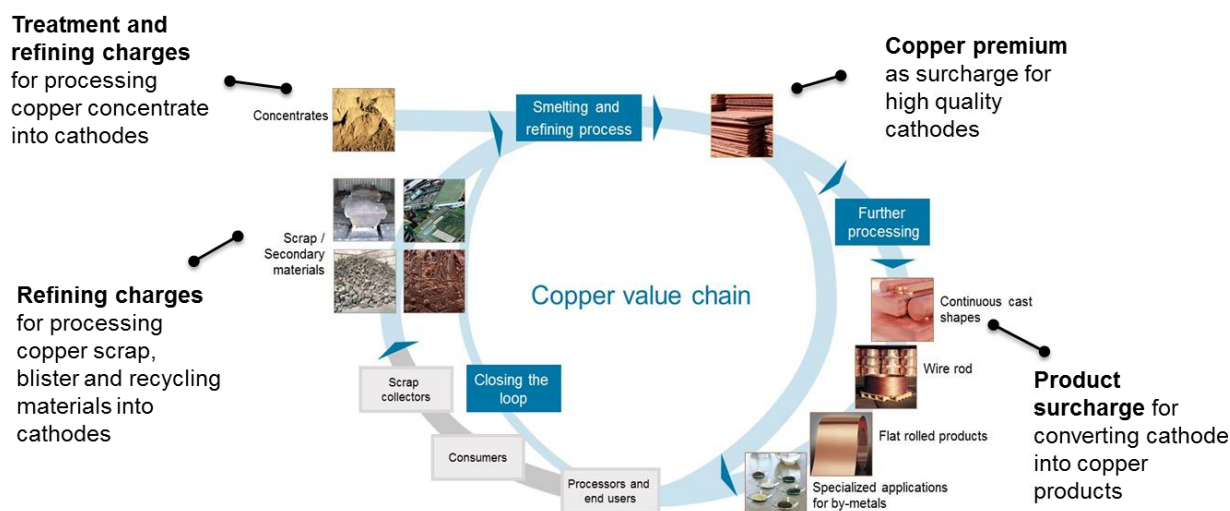 Treatment and
refining charges
for processing
copper concentrate
into cathodes
Copper premium
as surcharge for
high quality
cathodes
Concentrates
Smelting and
refining process
Scrap /
Secondary
materials
Further
processing
Refining charges
for processing
copper scrap,
blister and recycling
materials into
cathodes
Copper value chain
Continuous cast
shapes
Wire rod
Product
surcharge for
converting cathode
into copper
products
Scrap
collectors
Closing the
loop
Flat rolled products
Consumers
Processors and
end users
Specialized applications
for by-metals